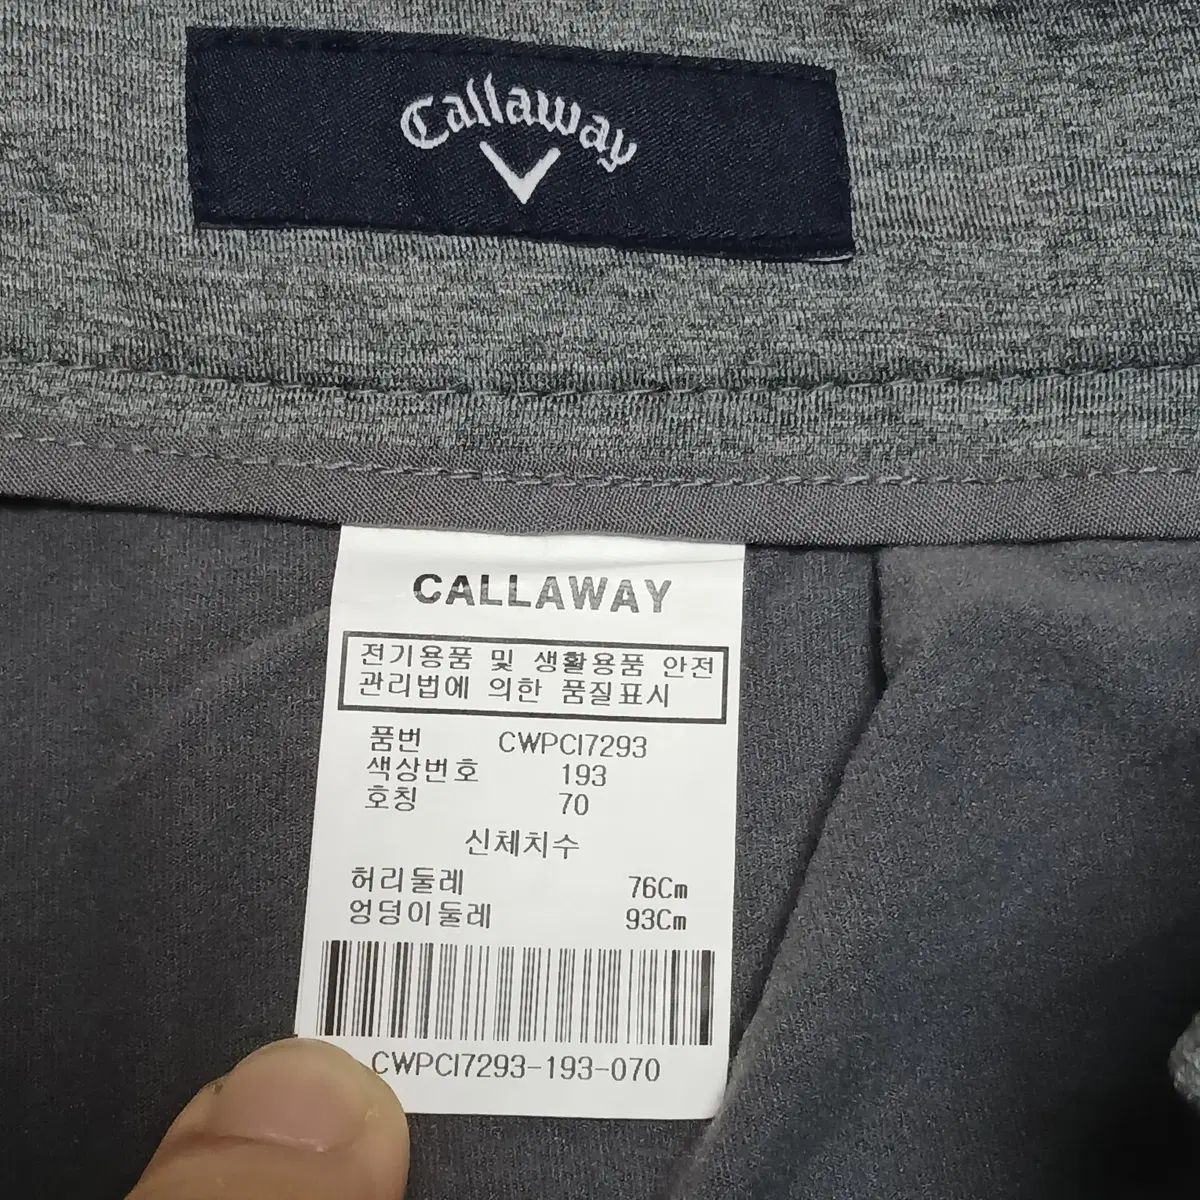 Callaway
CALLAWAY
전기용품 및 생활용품 안전
관리법에 의한 품질표시
품번 CWPCI7293
색상번호 193
호칭 70
신체치수
허리둘레 76Cm
엉덩이둘레 93Cm
CWPCI7293-193-070